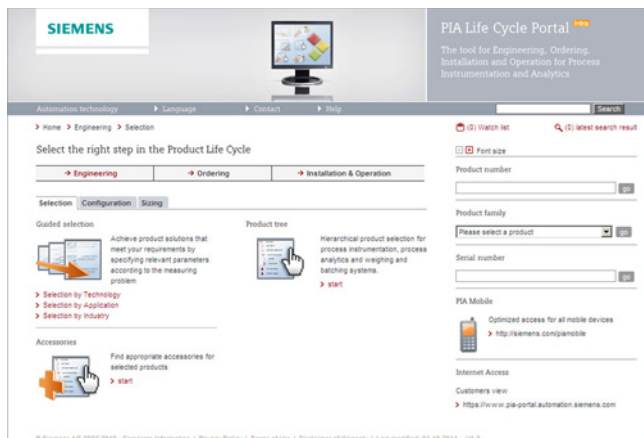 SIEMENS
PIA Life Cycle Portal Intra
The tool for Engineering, Ordering,
Installation and Operation for Process
Instrumentation and Analytics
Automation technology Language Contact Help Search
Home Engineering Selection
(0) Watch list (0) latest search result
Select the right step in the Product Life Cycle
Font size
Engineering Ordering Installation & Operation
Product number
go
Selection Configuration Sizing
Guided selection
Achieve product solutions that
meet your requirements by
specifying relevant parameters
according to the measuring
problem
Selection by Technology
Selection by Application
Selection by Industry
Product tree
Hierarchical product selection for
process instrumentation, process
analytics and weighing and
batching systems.
start
Accessories
Find appropriate accessories for
selected products
start
Product family
Please select a product go
Serial number
go
PIA Mobile
Optimized access for all mobile devices
http://siemens.com/piamobile
Internet Access
Customers view
https://www.pia-portal.automation.siemens.com